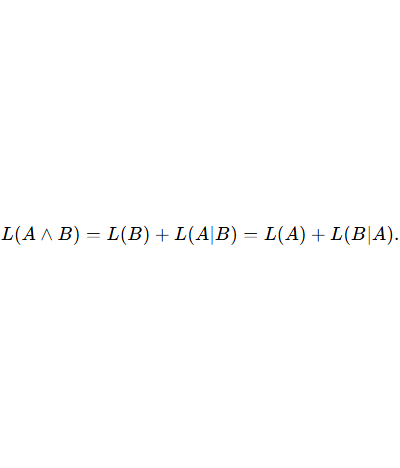 L(A ∧ B) = L(B) + L(A|B) = L(A) + L(B|A).